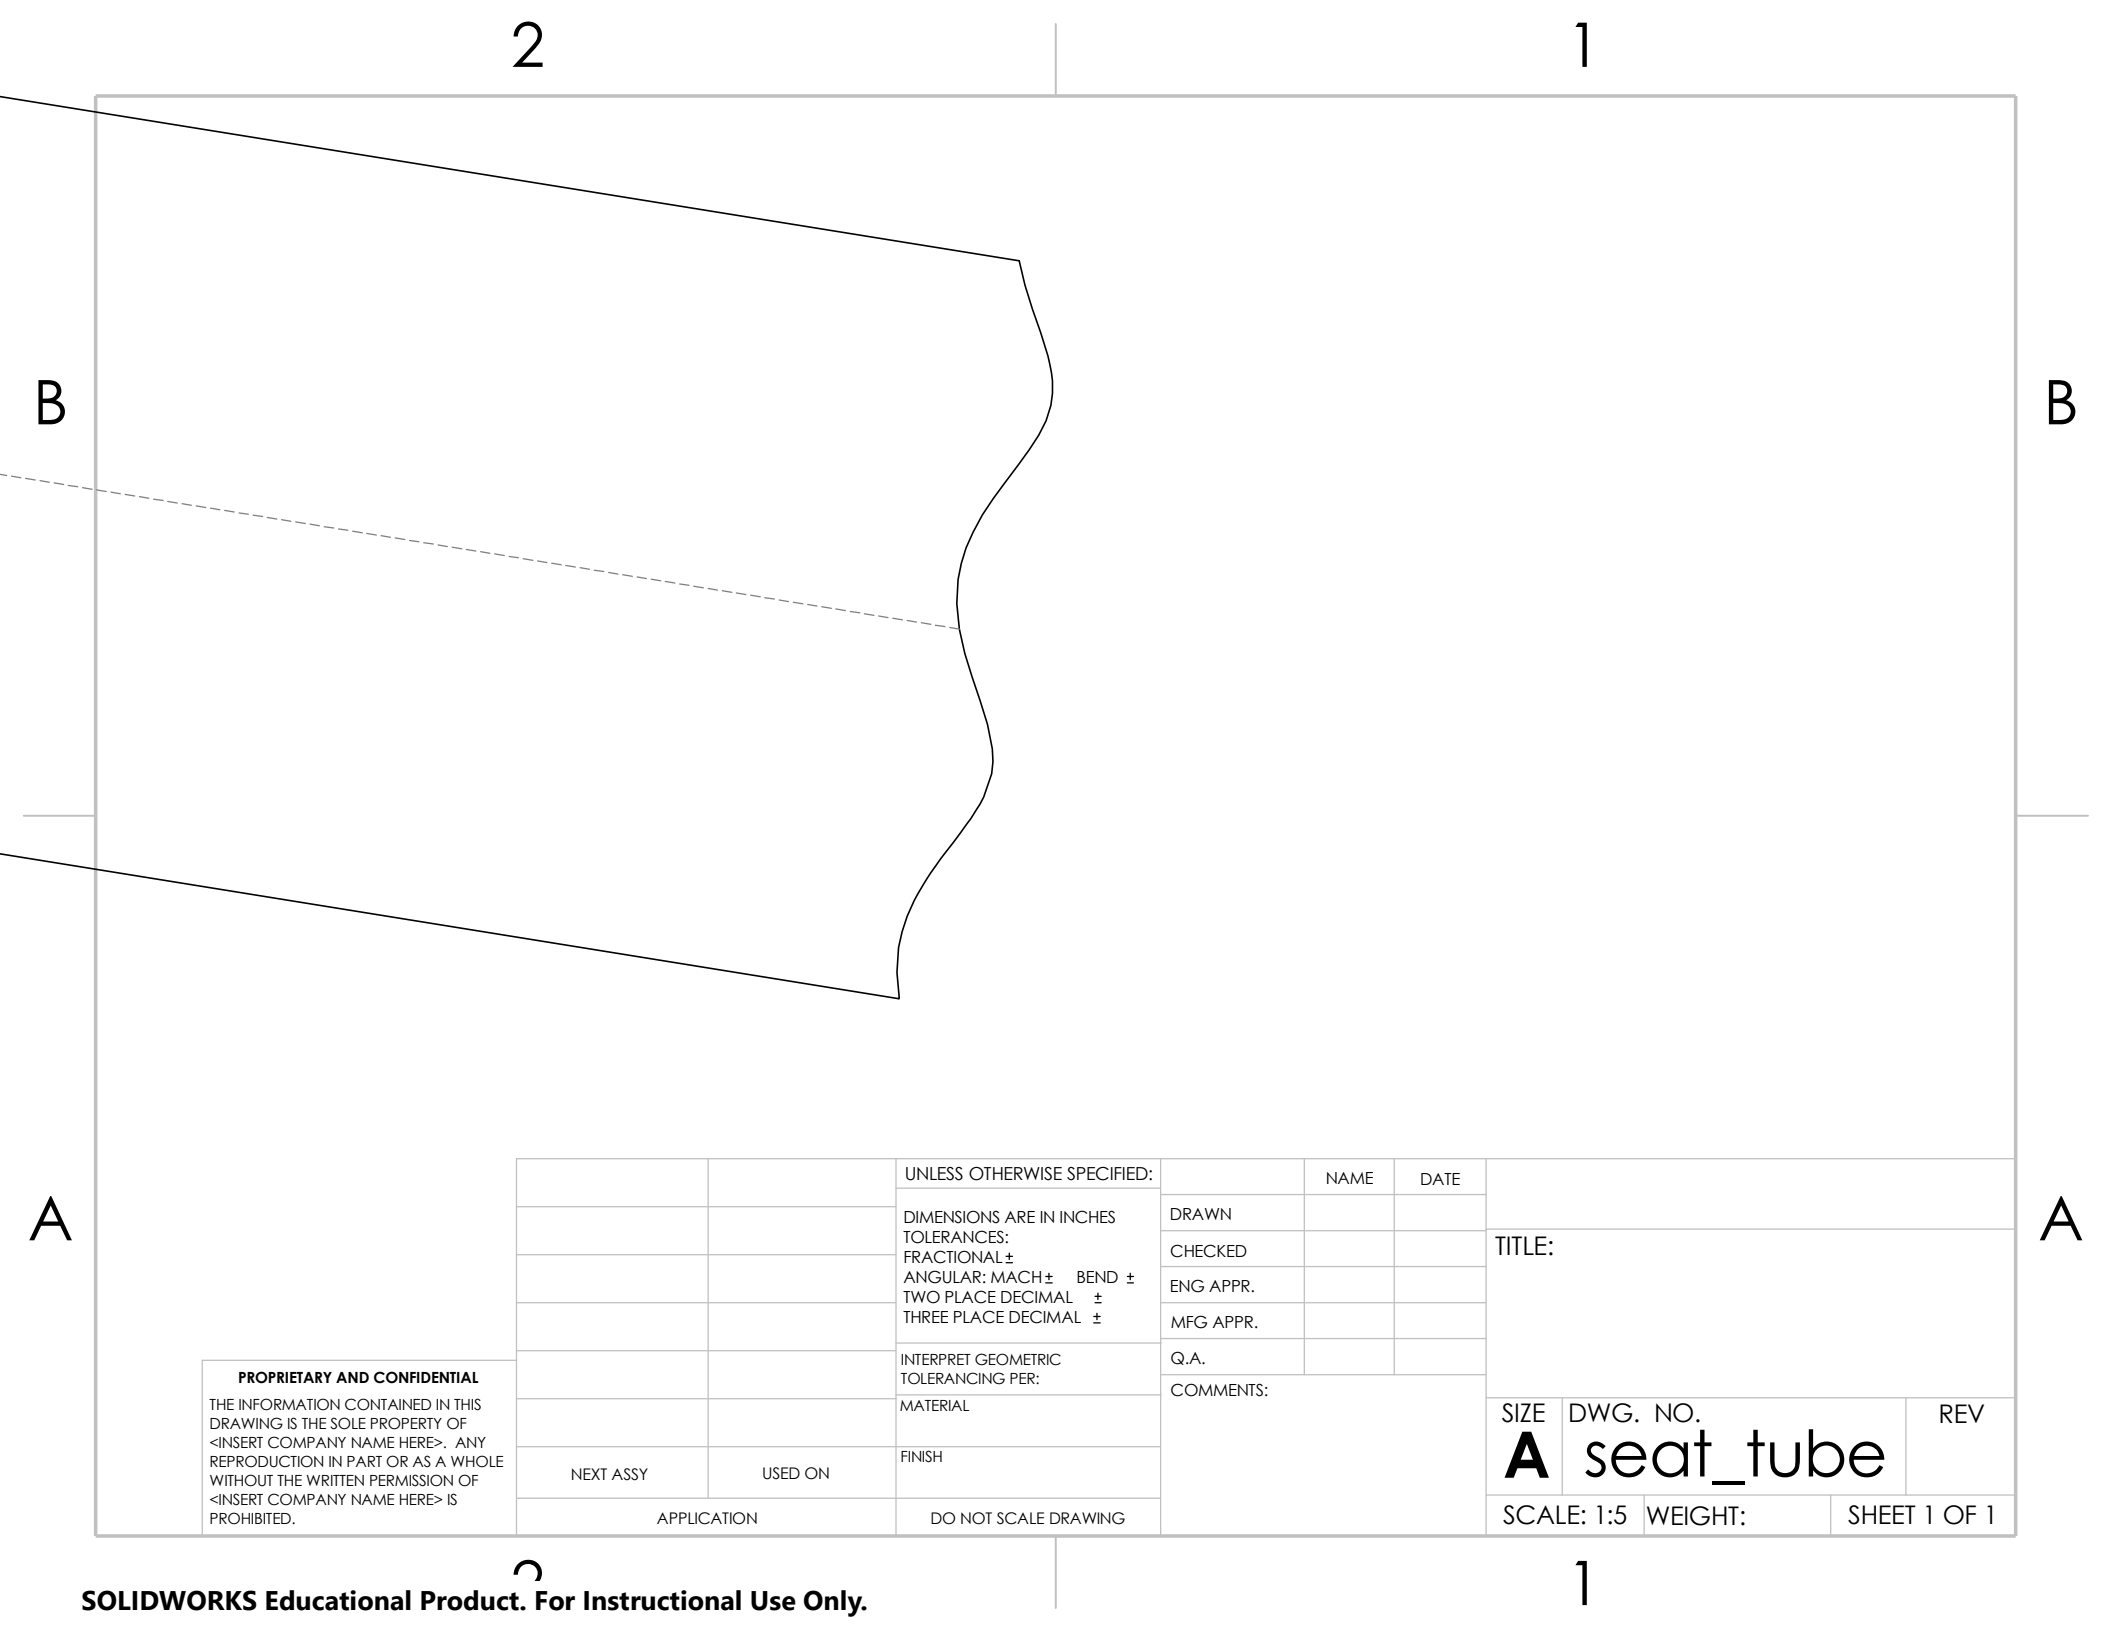 2
1
B
B
A
A
UNLESS OTHERWISE SPECIFIED:
DIMENSIONS ARE IN INCHES
TOLERANCES:
FRACTIONAL ±
ANGULAR: MACH ± BEND ±
TWO PLACE DECIMAL ±
THREE PLACE DECIMAL ±
INTERPRET GEOMETRIC
TOLERANCING PER:
MATERIAL
FINISH
DO NOT SCALE DRAWING
NAME DATE
DRAWN
CHECKED
ENG APPR.
MFG APPR.
Q.A.
COMMENTS:
TITLE:
SIZE DWG. NO. REV
A seat_tube
SCALE: 1:5 WEIGHT: SHEET 1 OF 1
PROPRIETARY AND CONFIDENTIAL
THE INFORMATION CONTAINED IN THIS
DRAWING IS THE SOLE PROPERTY OF
<INSERT COMPANY NAME HERE>. ANY
REPRODUCTION IN PART OR AS A WHOLE
WITHOUT THE WRITTEN PERMISSION OF
<INSERT COMPANY NAME HERE> IS
PROHIBITED.
NEXT ASSY USED ON
APPLICATION
2
1
SOLIDWORKS Educational Product. For Instructional Use Only.